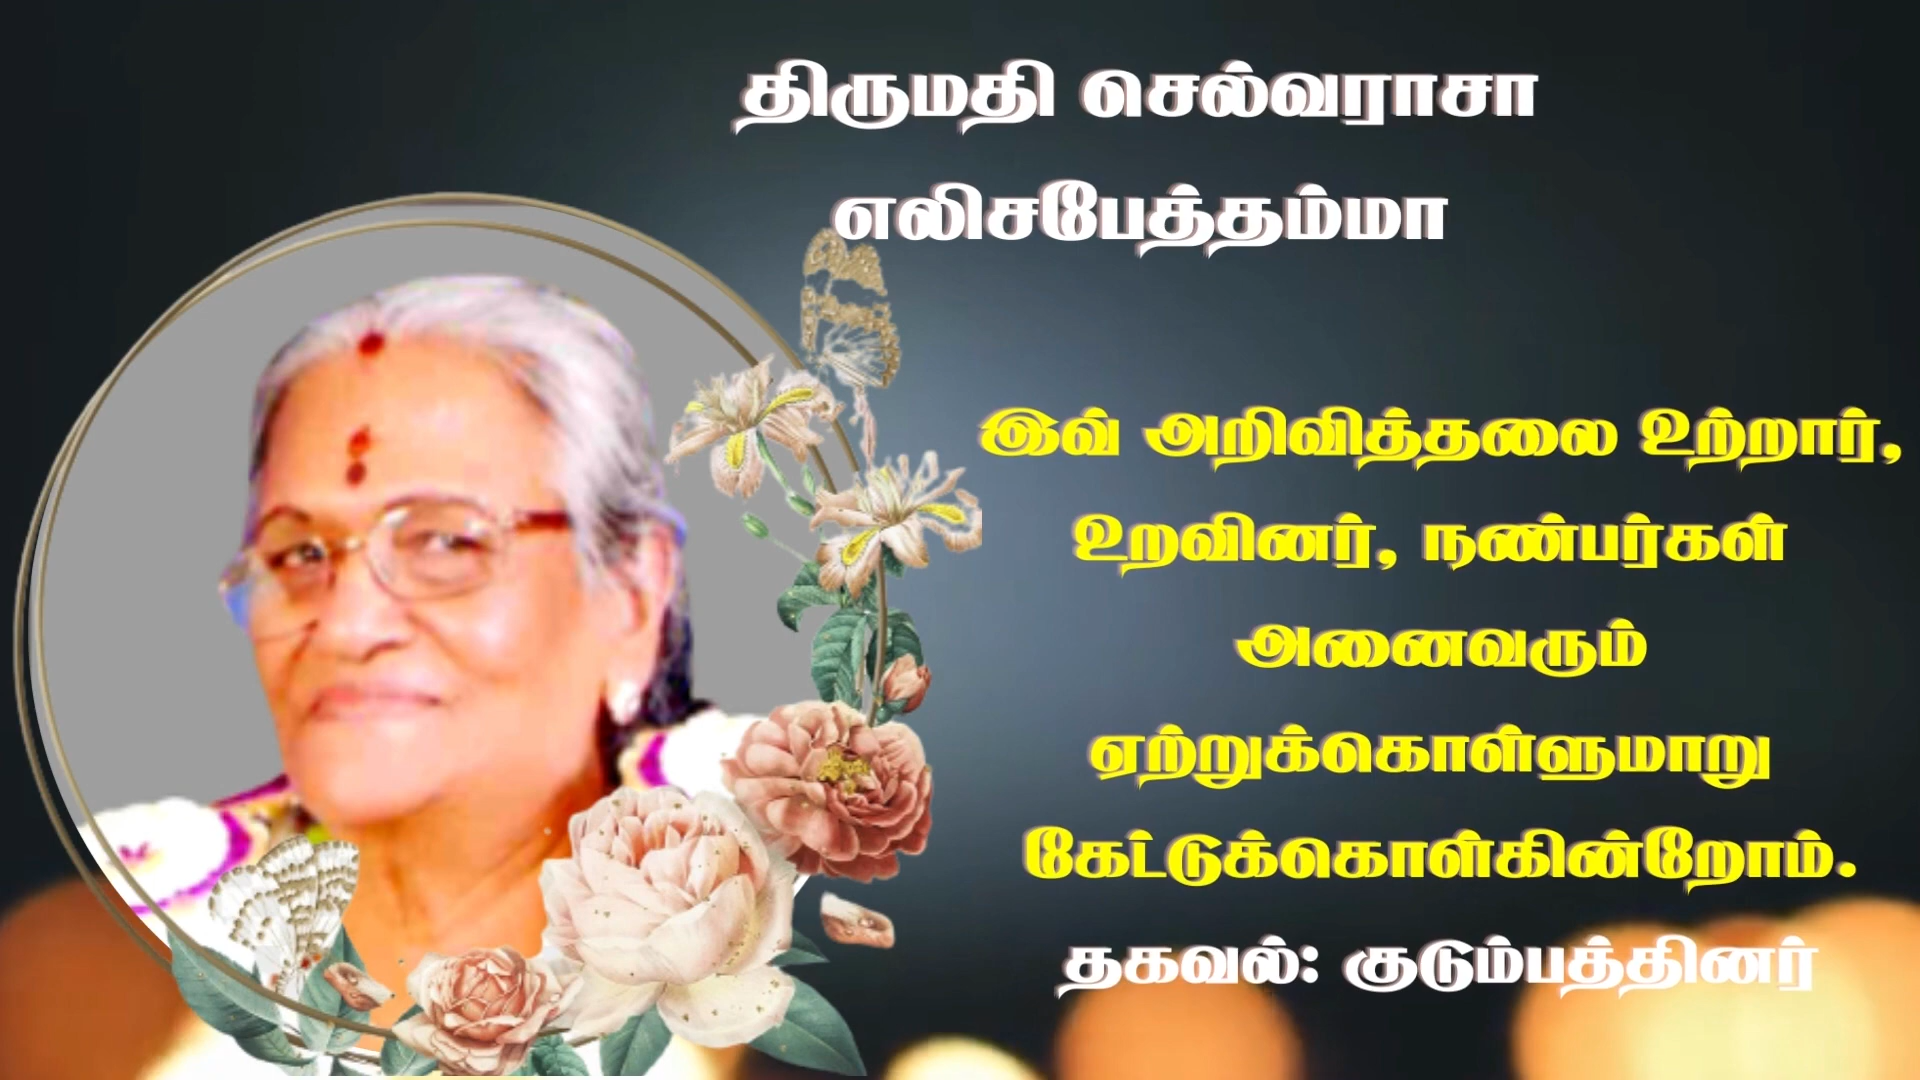 திருமதி செல்வராசா
எலிசபேத்தம்மா
இவ் அறிவித்தலை உற்றார்,
உறவினர், நண்பர்கள்
அனைவரும்
ஏற்றுக்கொள்ளுமாறு
கேட்டுக்கொள்கின்றோம்.
தகவல்: குடும்பத்தினர்